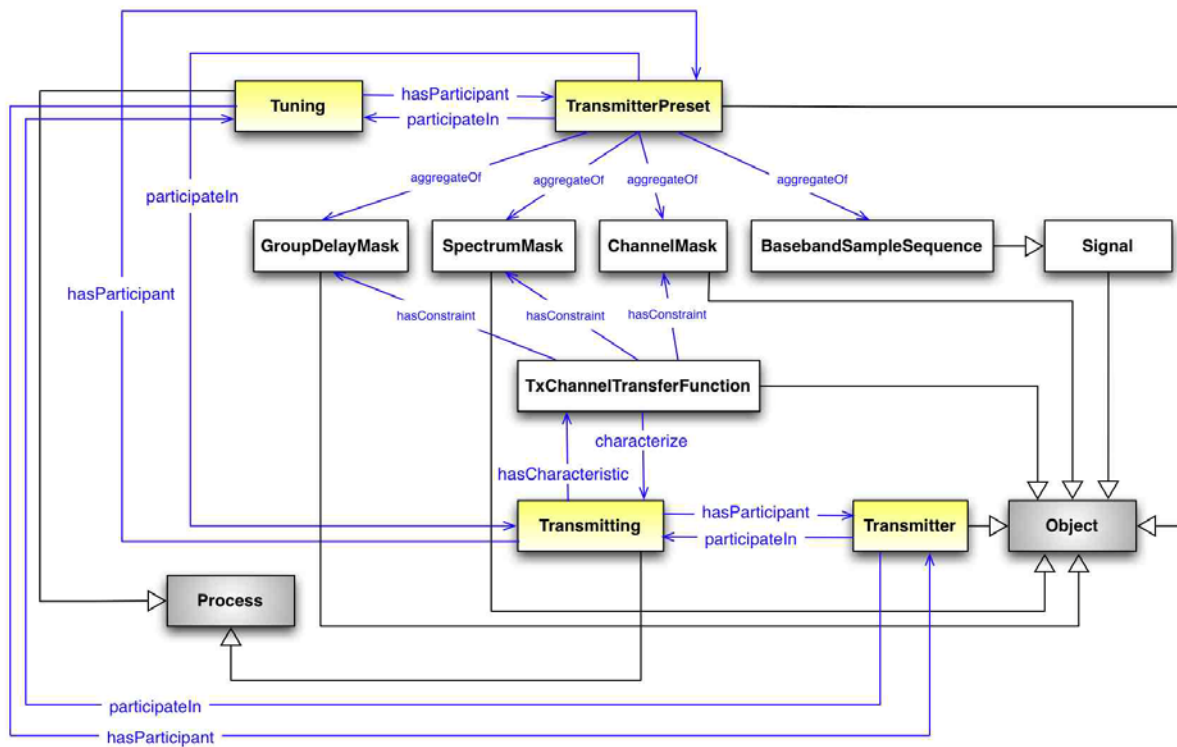 Tuning
hasParticipant
TransmitterPreset
participateIn
participateIn
aggregateOf
aggregateOf
aggregateOf
aggregateOf
GroupDelayMask
SpectrumMask
ChannelMask
BasebandSampleSequence
Signal
hasParticipant
hasConstraint
hasConstraint
hasConstraint
TxChannelTransferFunction
characterize
hasCharacteristic
Transmitting
hasParticipant
participateIn
Transmitter
Object
Process
participateIn
hasParticipant